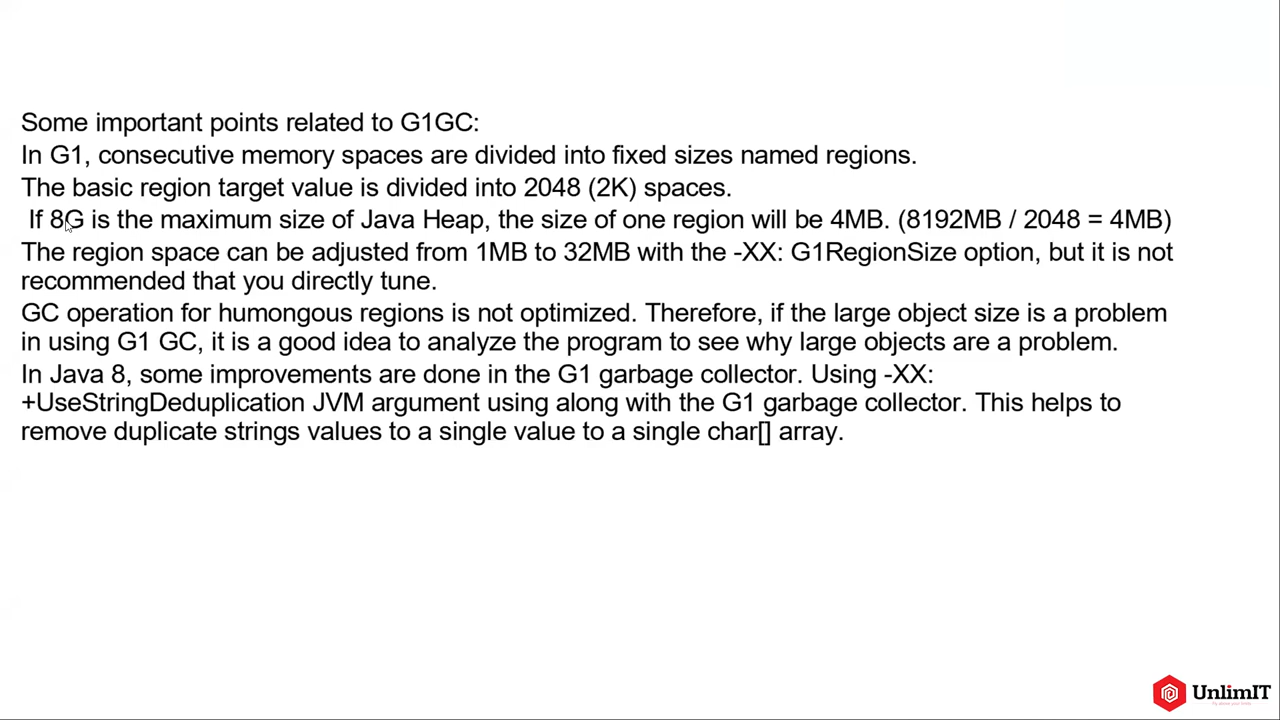 Some important points related to G1GC:
In G1, consecutive memory spaces are divided into fixed sizes named regions.
The basic region target value is divided into 2048 (2K) spaces.
If 8G is the maximum size of Java Heap, the size of one region will be 4MB. (8192MB / 2048 = 4MB)
The region space can be adjusted from 1MB to 32MB with the -XX: G1RegionSize option, but it is not
recommended that you directly tune.
GC operation for humongous regions is not optimized. Therefore, if the large object size is a problem
in using G1 GC, it is a good idea to analyze the program to see why large objects are a problem.
In Java 8, some improvements are done in the G1 garbage collector. Using -XX:
+UseStringDeduplication JVM argument using along with the G1 garbage collector. This helps to
remove duplicate strings values to a single value to a single char[] array.
UnlimIT